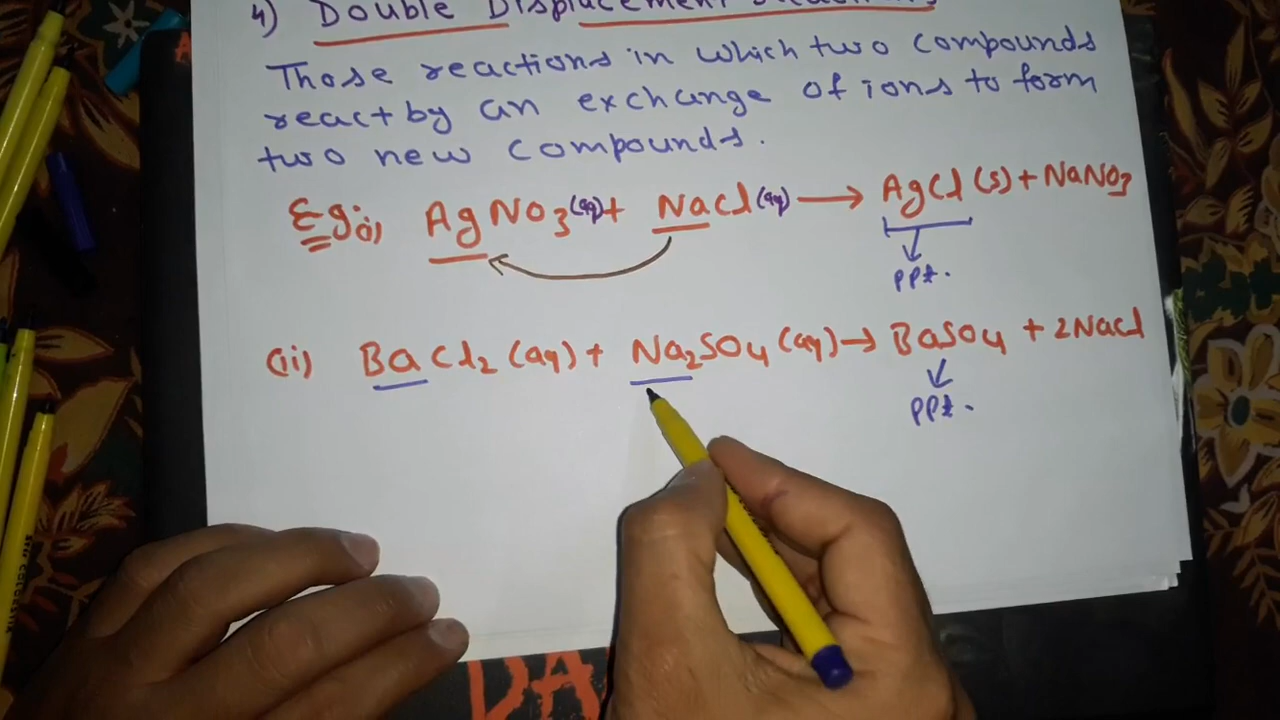 4) Double Displacement Reactions
Those reactions in which two compounds
react by an exchange of ions to form
two new compounds.
Eg: i) AgNO3(aq) + NaCl(aq) → AgCl(s) + NaNO3
ppt.
(ii) BaCl2 (aq) + Na2SO4 (aq) → BaSO4 + 2NaCl
ppt.